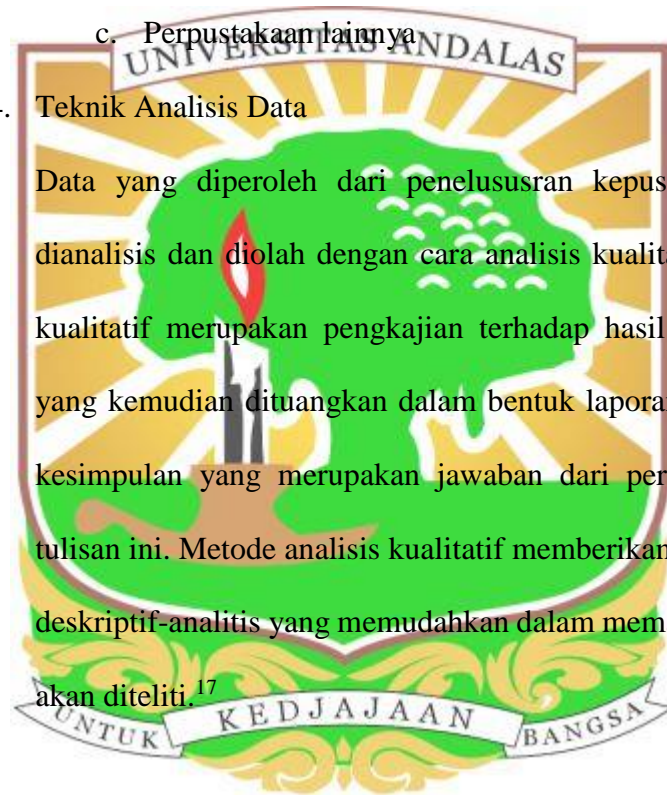 c. Perpustakaan lainnya
UNIVERSITAS ANDALAS
. Teknik Analisis Data
Data yang diperoleh dari penelususran kepus
dianalisis dan diolah dengan cara analisis kualita
kualitatif merupakan pengkajian terhadap hasil
yang kemudian dituangkan dalam bentuk lapora
kesimpulan yang merupakan jawaban dari per
tulisan ini. Metode analisis kualitatif memberikan
deskriptif-analitis yang memudahkan dalam mem
akan diteliti.17
UNTUK KEDJAJAAN BANGSA